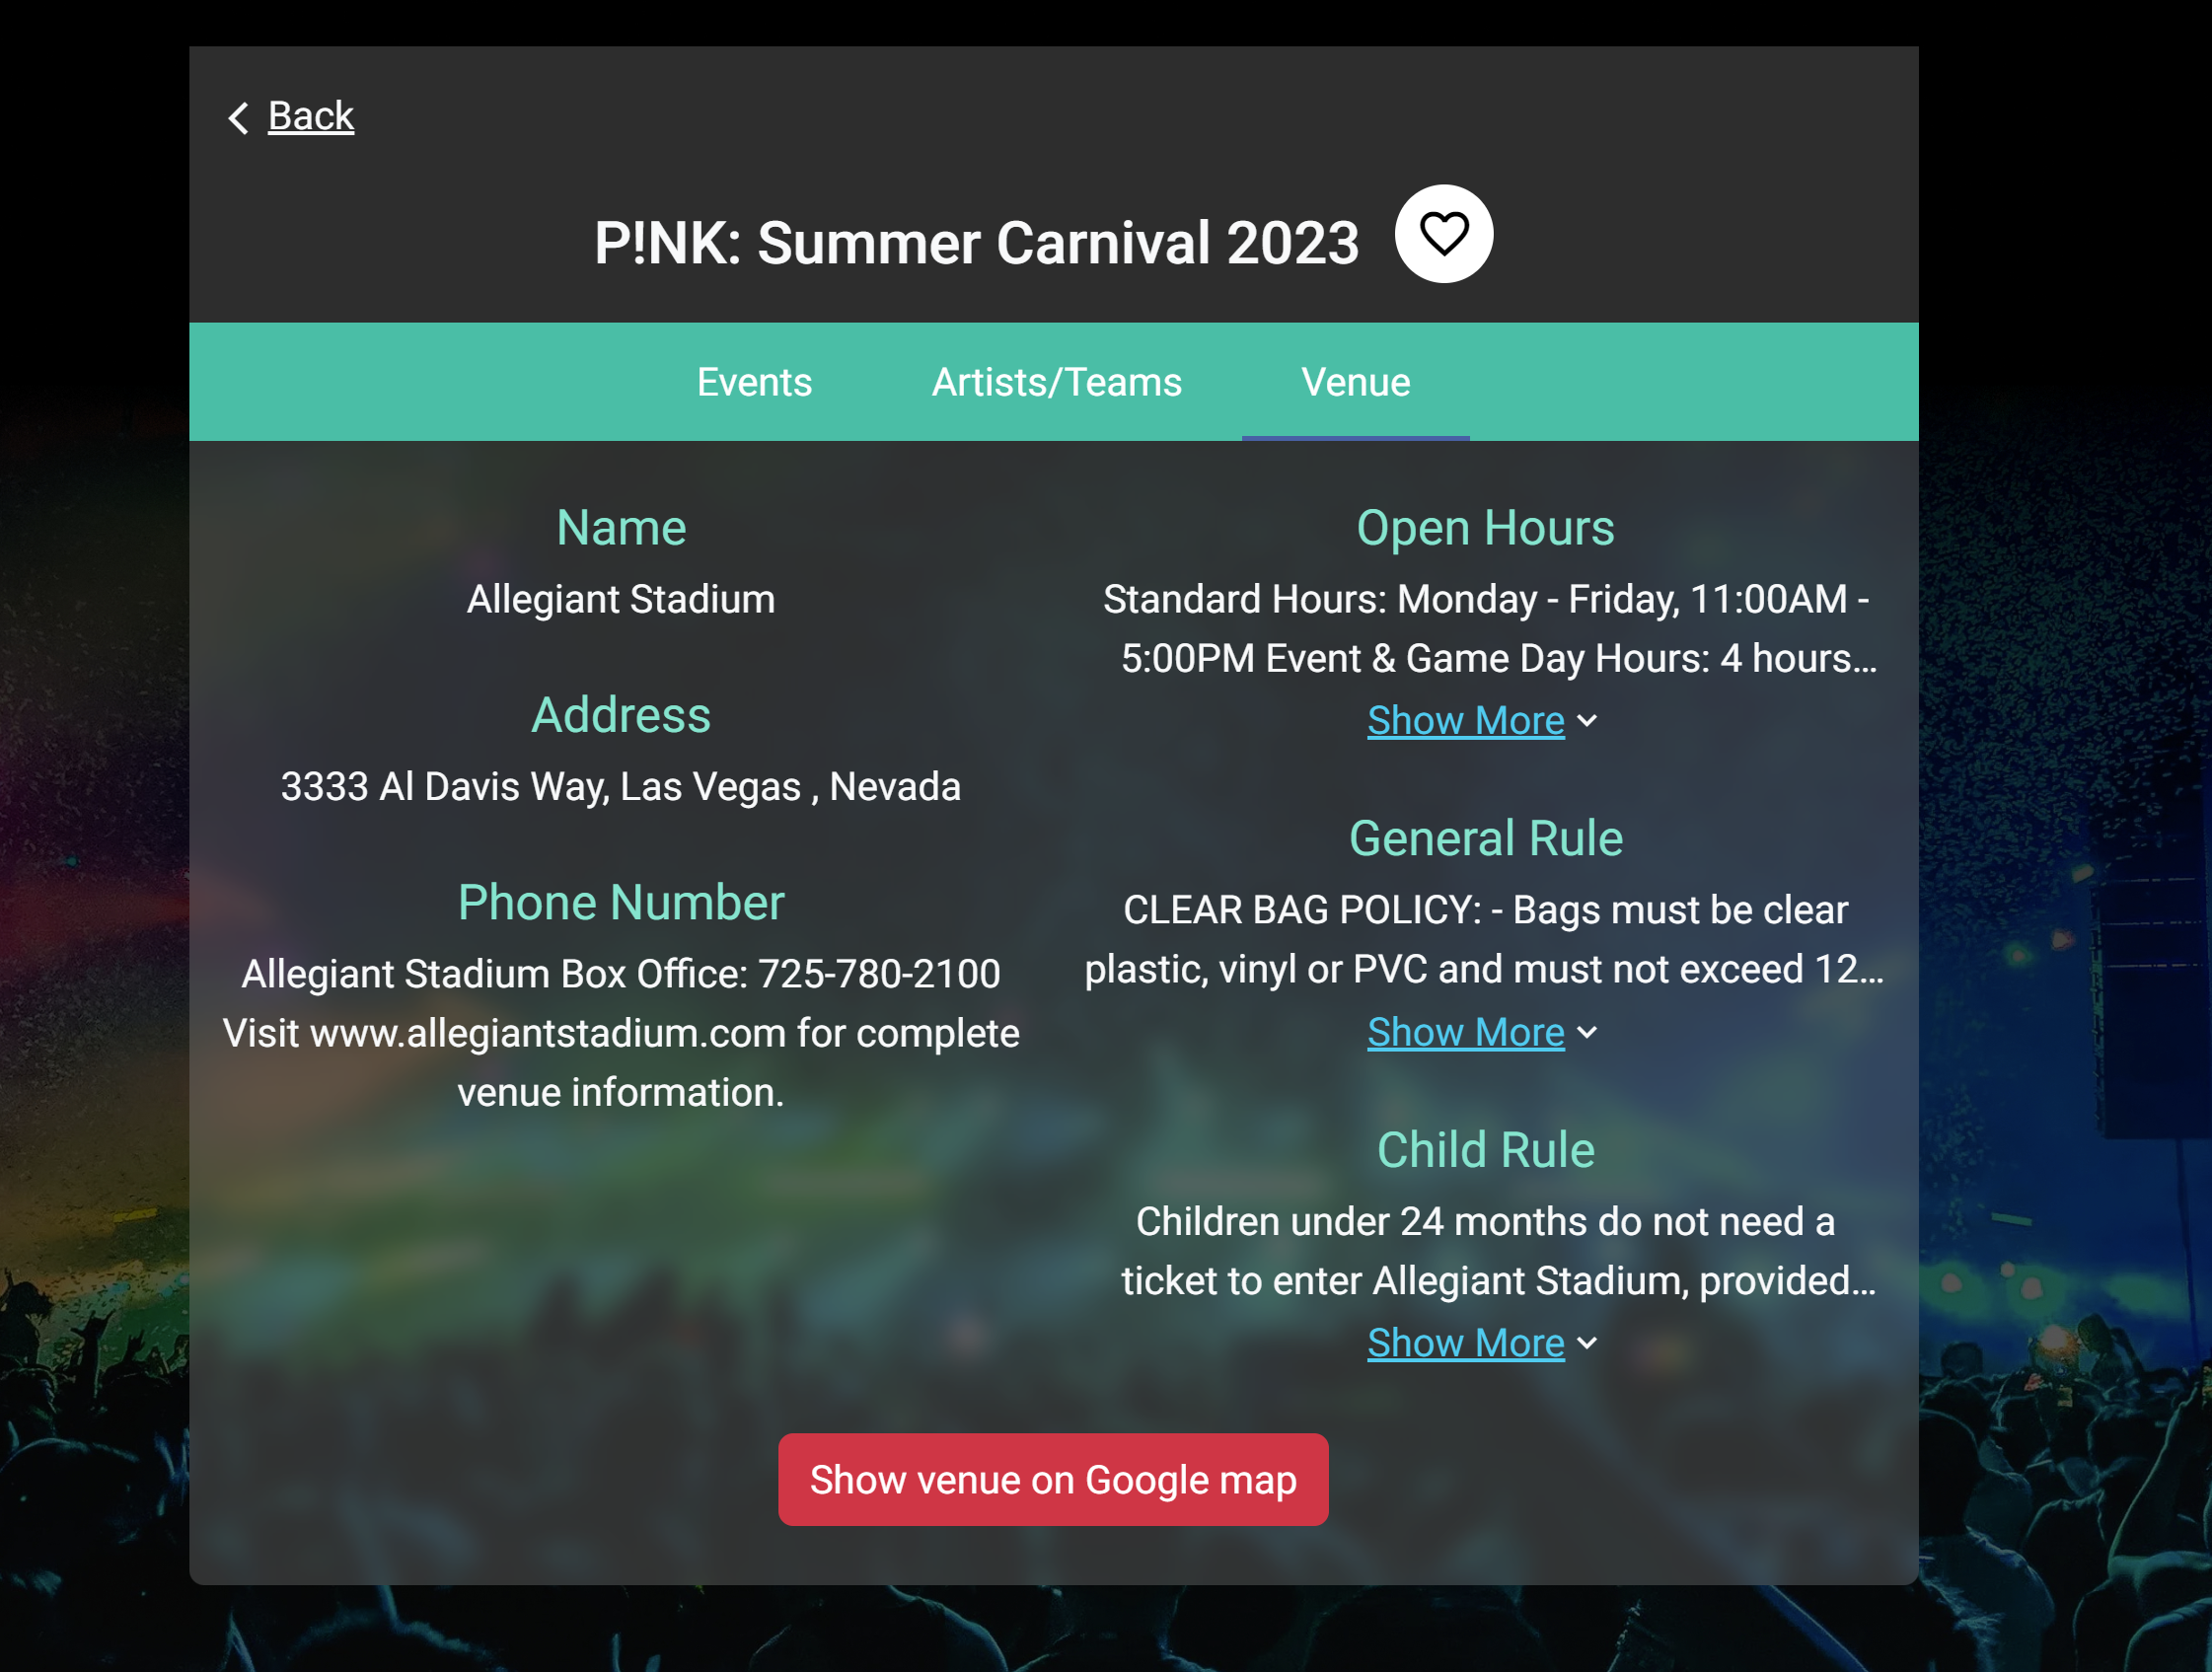 Back
P!NK: Summer Carnival 2023
Events
Artists/Teams
Venue
Name
Allegiant Stadium
Address
3333 Al Davis Way, Las Vegas , Nevada
Phone Number
Allegiant Stadium Box Office: 725-780-2100
Visit www.allegiantstadium.com for complete
venue information.
Open Hours
Standard Hours: Monday - Friday, 11:00AM -
5:00PM Event & Game Day Hours: 4 hours...
Show More
General Rule
CLEAR BAG POLICY: - Bags must be clear
plastic, vinyl or PVC and must not exceed 12...
Show More
Child Rule
Children under 24 months do not need a
ticket to enter Allegiant Stadium, provided...
Show More
Show venue on Google map